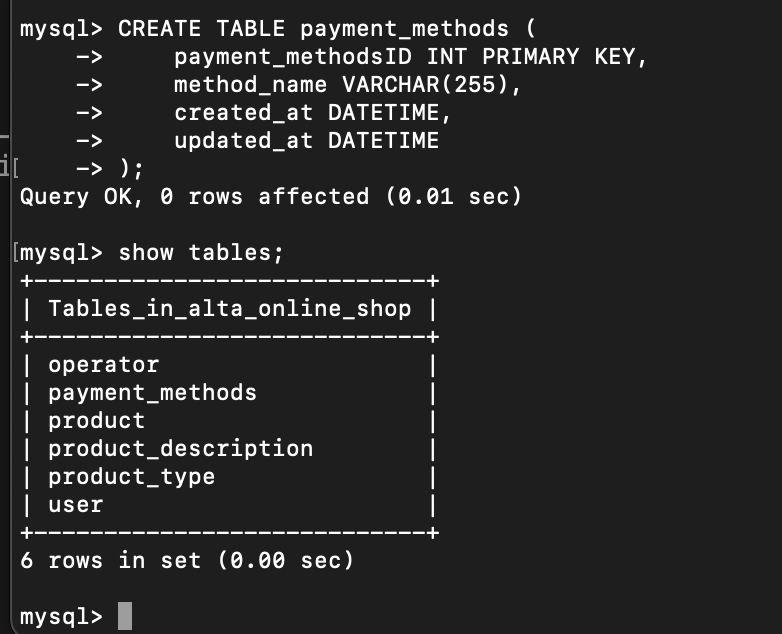 mysql> CREATE TABLE payment_methods (
    ->     payment_methodsID INT PRIMARY KEY,
    ->     method_name VARCHAR(255),
    ->     created_at DATETIME,
    ->     updated_at DATETIME
i[    -> );
Query OK, 0 rows affected (0.01 sec)

[mysql> show tables;
+----------------------------+
| Tables_in_alta_online_shop |
+----------------------------+
| operator                   |
| payment_methods            |
| product                    |
| product_description        |
| product_type               |
| user                       |
+----------------------------+
6 rows in set (0.00 sec)

mysql>